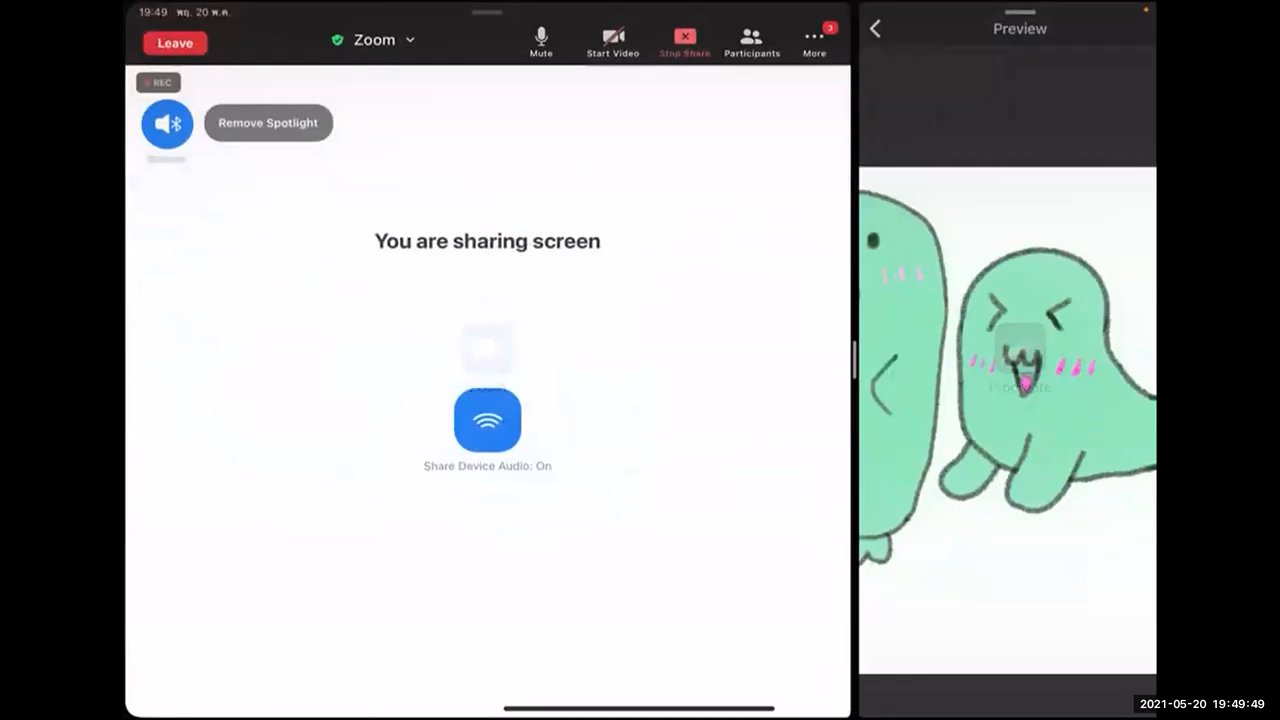 19:49 พฤ. 20 พ.ค.
Leave
Zoom
Mute
Start Video
Stop Share
Participants
3
More
REC
Remove Spotlight
You are sharing screen
Share Device Audio: On
Preview
2021-05-20 19:49:49